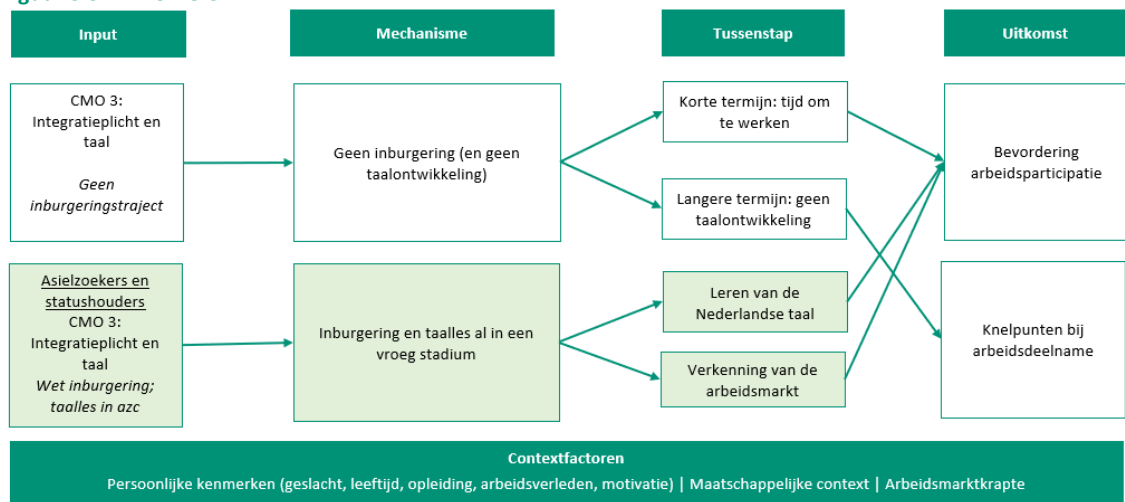 Input
Mechanisme
Tussenstap
Uitkomst
CMO 3:
Integratieplicht en
taal
Geen
inburgeringstraject
Geen inburgering (en geen
taalontwikkeling)
Korte termijn: tijd om
te werken
Langere termijn: geen
taalontwikkeling
Bevordering
arbeidsparticipatie
Asielzoekers en
statushouders
CMO 3:
Integratieplicht en
taal
Wet inburgering;
taalles in azc
Inburgering en taalles al in een
vroeg stadium
Leren van de
Nederlandse taal
Verkenning van de
arbeidsmarkt
Knelpunten bij
arbeidsdeelname
Contextfactoren
Persoonlijke kenmerken (geslacht, leeftijd, opleiding, arbeidsverleden, motivatie) | Maatschappelijke context | Arbeidsmarktkrapte